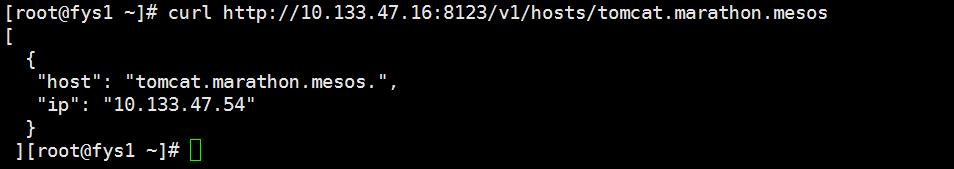 [root@fys1 ~]# curl http://10.133.47.16:8123/v1/hosts/tomcat.marathon.mesos
[
  {
   "host": "tomcat.marathon.mesos.",
   "ip": "10.133.47.54"
  }
 ][root@fys1 ~]#